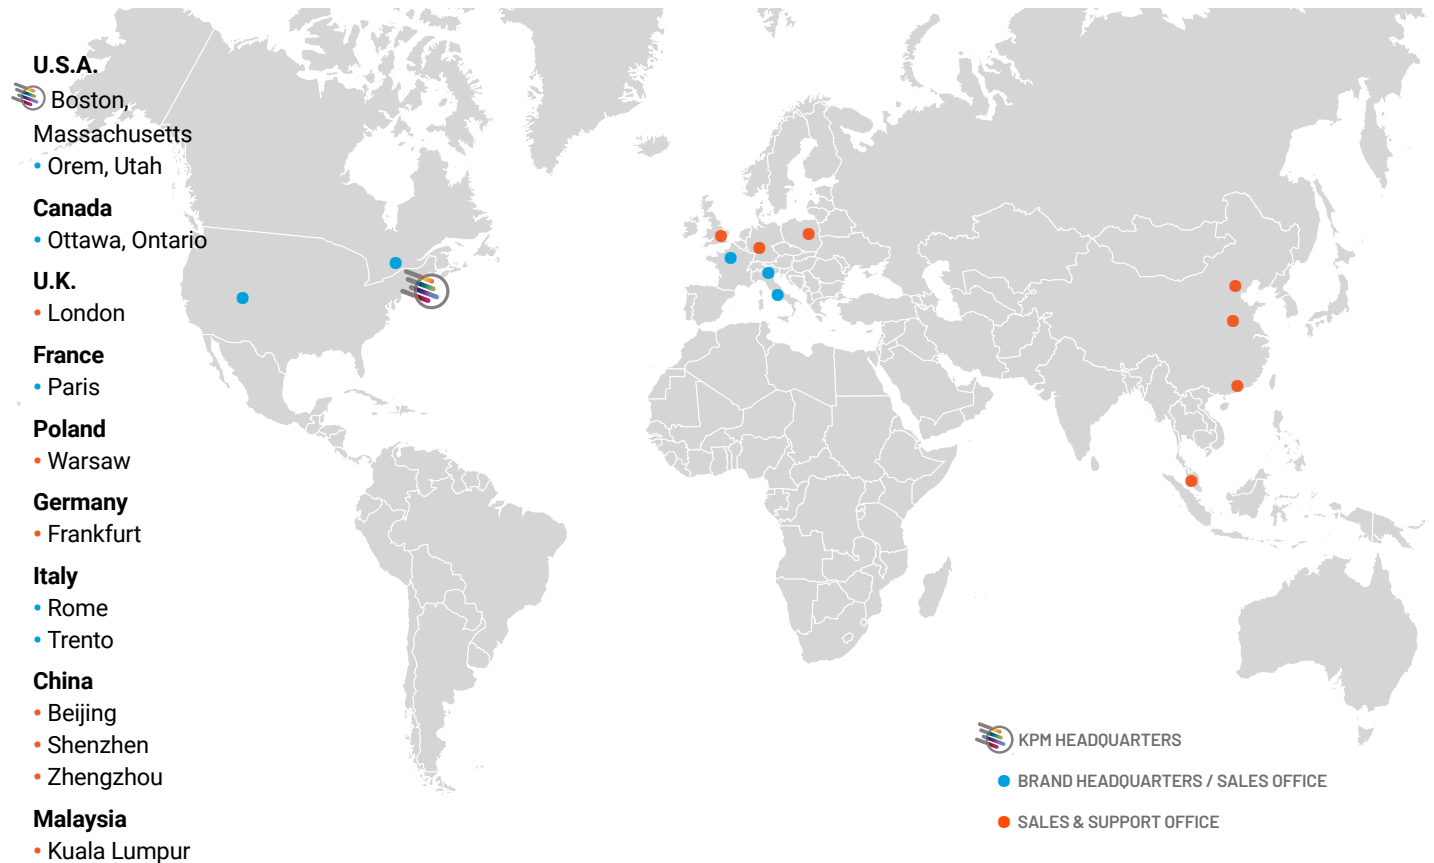 U.S.A.
Boston,
Massachusetts
• Orem, Utah
Canada
• Ottawa, Ontario
U.K.
• London
France
• Paris
Poland
• Warsaw
Germany
• Frankfurt
Italy
• Rome
• Trento
China
• Beijing
• Shenzhen
• Zhengzhou
Malaysia
• Kuala Lumpur
KPM HEADQUARTERS
BRAND HEADQUARTERS / SALES OFFICE
SALES & SUPPORT OFFICE